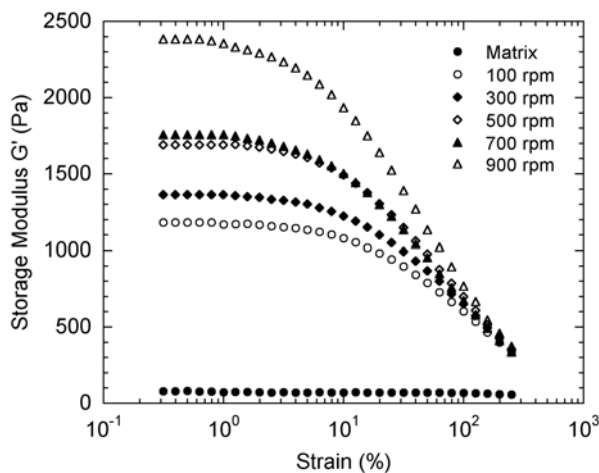 2500
2000
1500
1000
500
0
Storage Modulus G' (Pa)
Matrix
100 rpm
300 rpm
500 rpm
700 rpm
900 rpm
10-1 100 101 102 103
Strain (%)